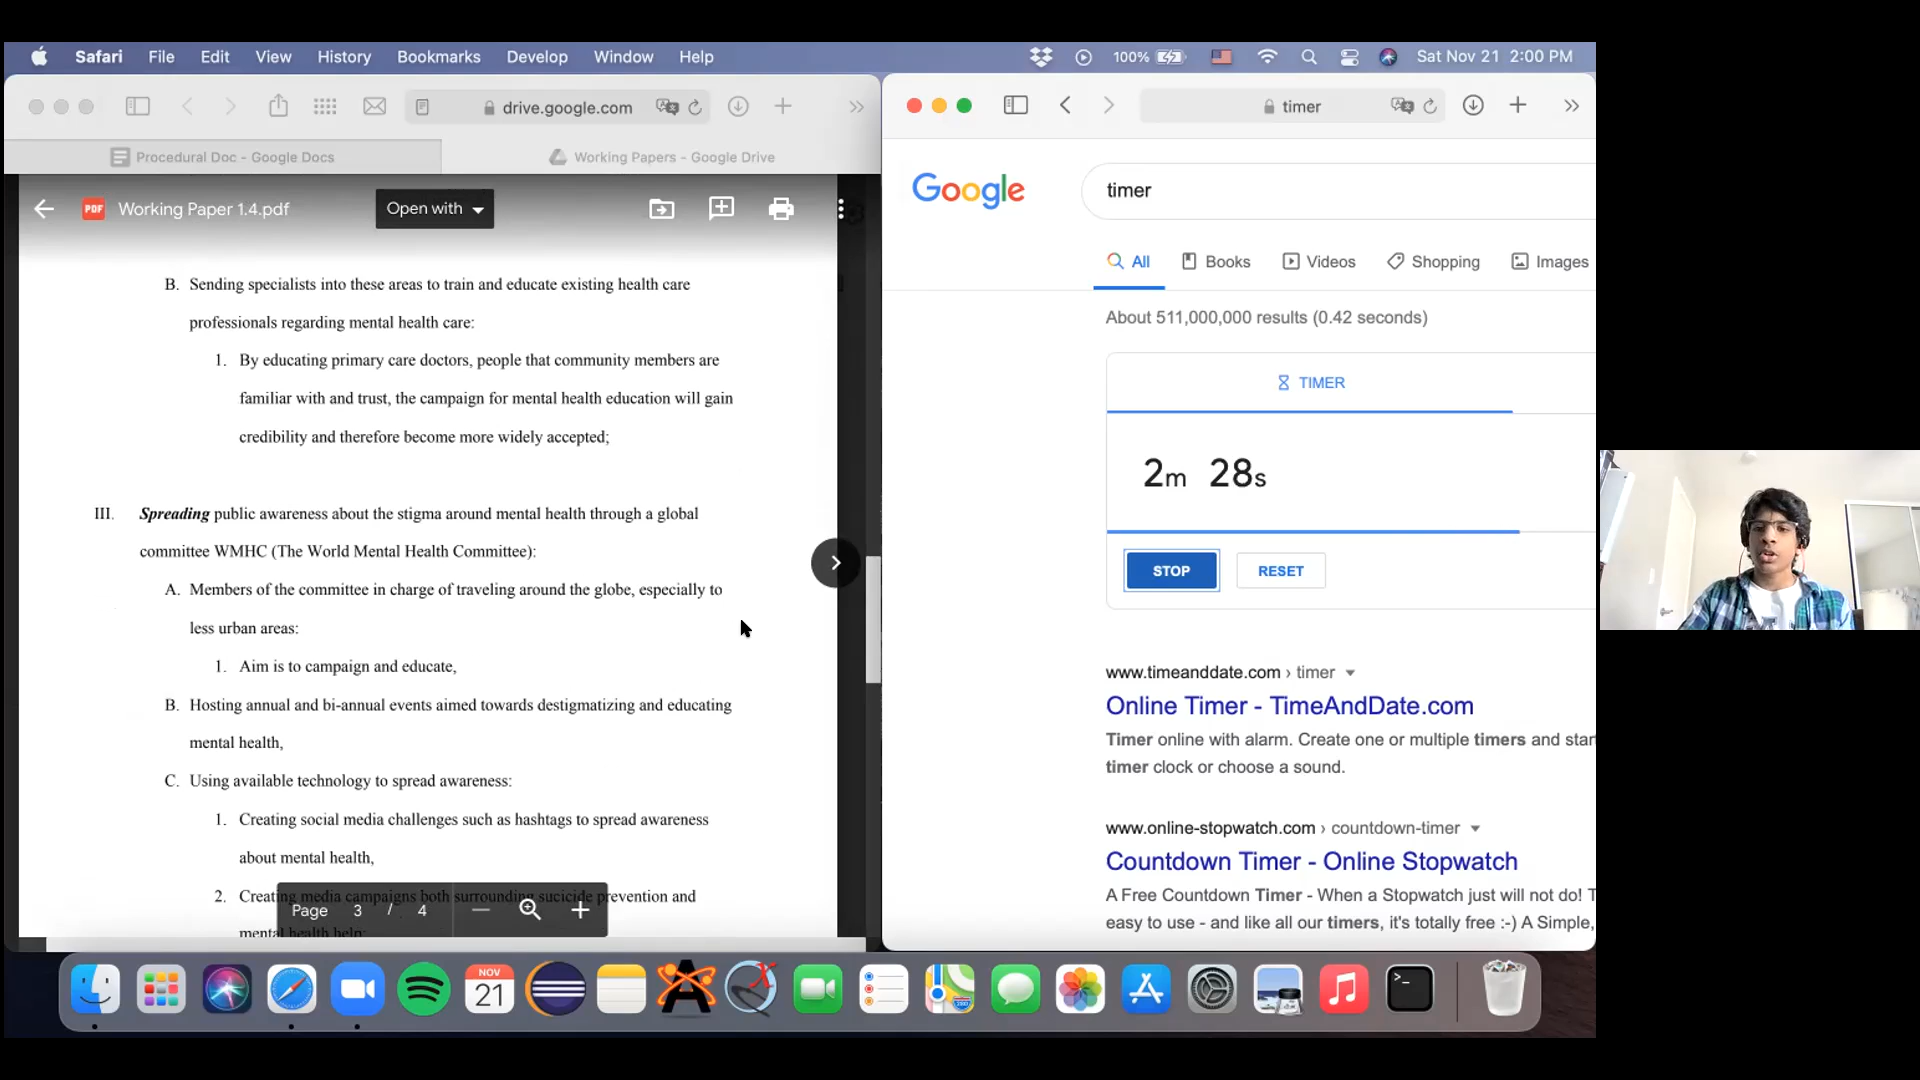 Safari File Edit View History Bookmarks Develop Window Help 100% Sat Nov 21 2:00 PM
drive.google.com
Procedural Doc - Google Docs
Working Papers - Google Drive
PDF Working Paper 1.4.pdf Open with
B. Sending specialists into these areas to train and educate existing health care
professionals regarding mental health care:
1. By educating primary care doctors, people that community members are
familiar with and trust, the campaign for mental health education will gain
credibility and therefore become more widely accepted;
III. Spreading public awareness about the stigma around mental health through a global
committee WMHC (The World Mental Health Committee):
A. Members of the committee in charge of traveling around the globe, especially to
less urban areas:
1. Aim is to campaign and educate,
B. Hosting annual and bi-annual events aimed towards destigmatizing and educating
mental health,
C. Using available technology to spread awareness:
1. Creating social media challenges such as hashtags to spread awareness
about mental health,
2. Creating media campaigns both surrounding sucicide prevention and
mental health help;
Page 3 / 4
timer
Google timer
All Books Videos Shopping Images
About 511,000,000 results (0.42 seconds)
TIMER
2m 28s
STOP RESET
www.timeanddate.com › timer
Online Timer - TimeAndDate.com
Timer online with alarm. Create one or multiple timers and start
timer clock or choose a sound.
www.online-stopwatch.com › countdown-timer
Countdown Timer - Online Stopwatch
A Free Countdown Timer - When a Stopwatch just will not do! T
easy to use - and like all our timers, it's totally free :-) A Simple,
NOV
21